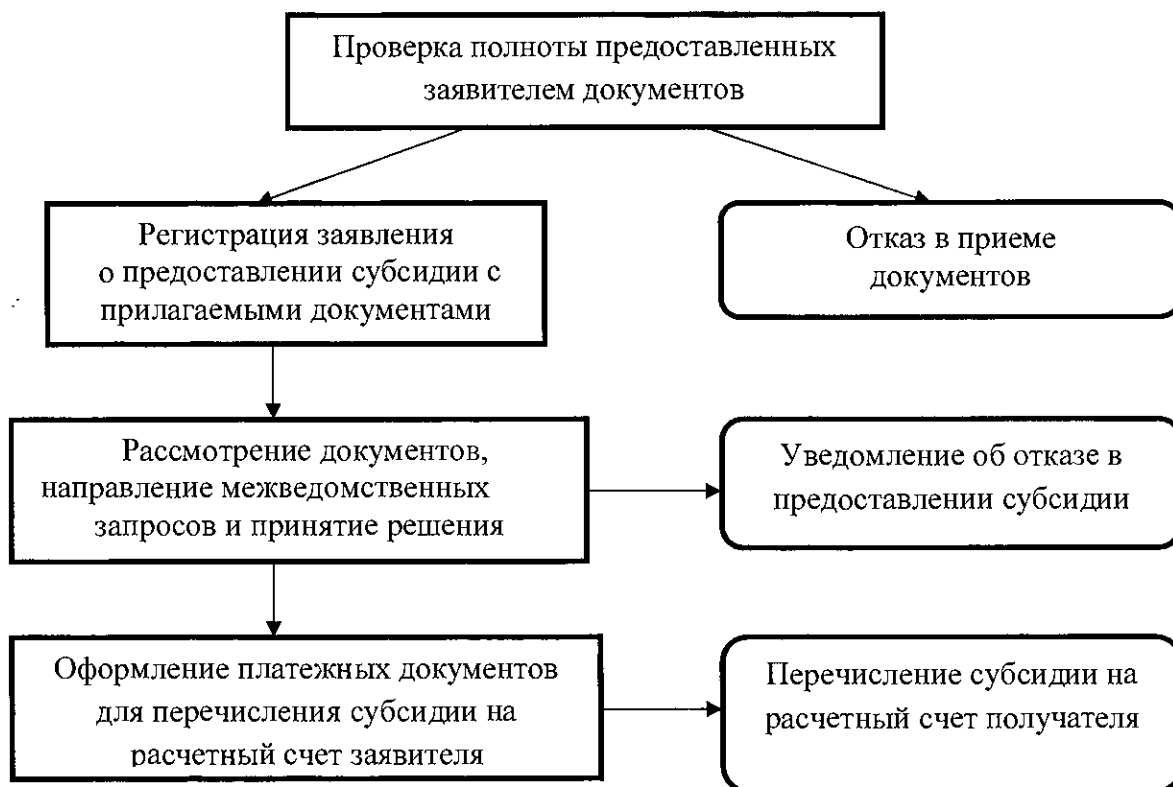 Проверка полноты предоставленных
заявителем документов
Регистрация заявления
о предоставлении субсидии с
прилагаемыми документами
Отказ в приеме
документов
Рассмотрение документов,
направление межведомственных
запросов и принятие решения
Уведомление об отказе в
предоставлении субсидии
Оформление платежных документов
для перечисления субсидии на
расчетный счет заявителя
Перечисление субсидии на
расчетный счет получателя